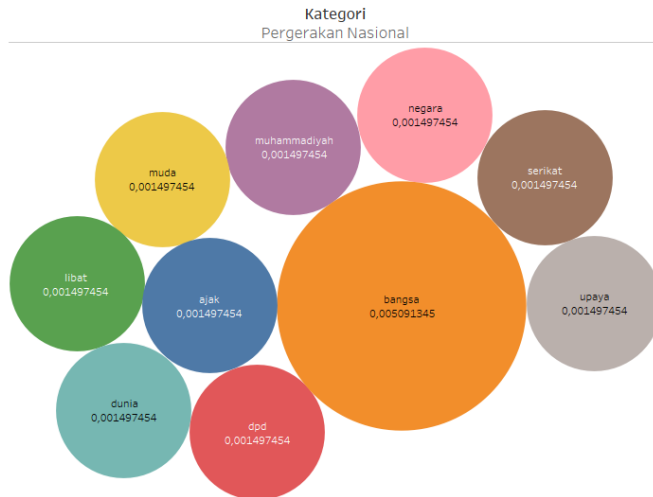 Kategori
Pergerakan Nasional
negara
0,001497454
muhammadiyah
0,001497454
serikat
0,001497454
muda
0,001497454
libat
0,001497454
ajak
0,001497454
bangsa
0,005091345
upaya
0,001497454
dunia
0,001497454
dpd
0,001497454